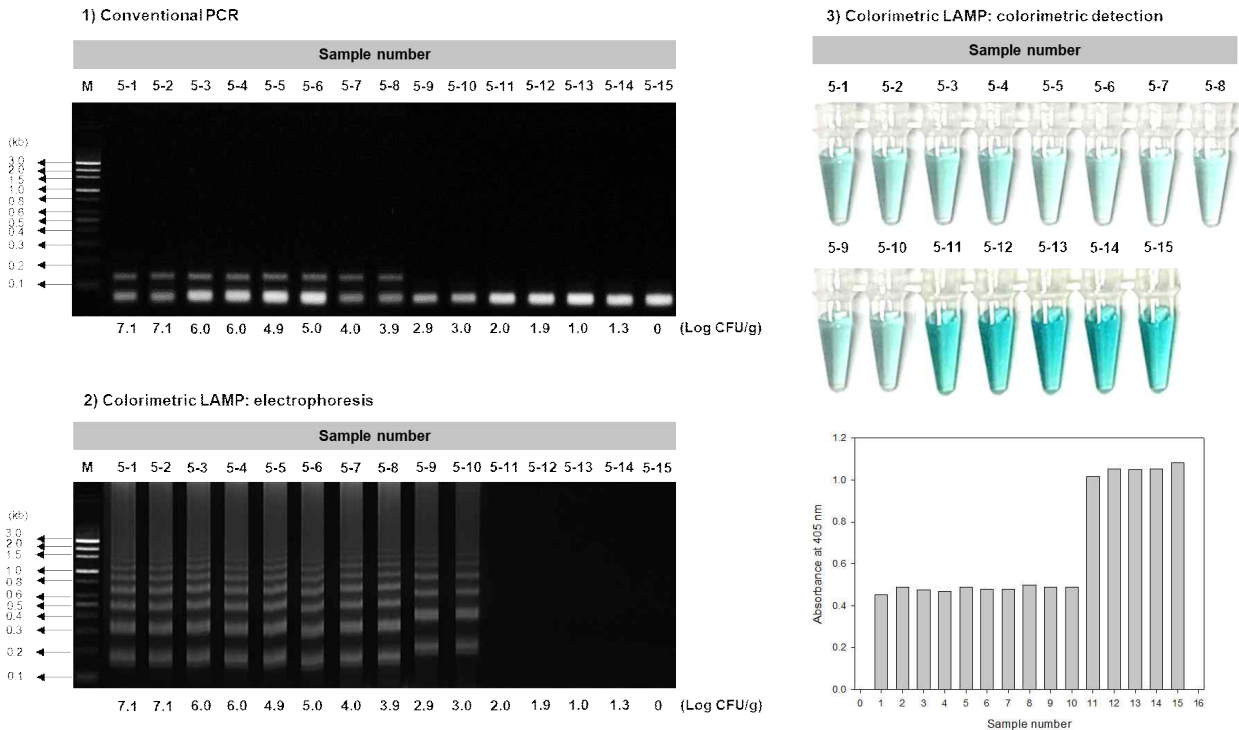 1) Conventional PCR
Sample number
M 5-1 5-2 5-3 5-4 5-5 5-6 5-7 5-8 5-9 5-10 5-11 5-12 5-13 5-14 5-15
(kb)
3.0
2.0
1.5
1.0
0.8
0.6
0.5
0.4
0.3
0.2
0.1
7.1 7.1 6.0 6.0 4.9 5.0 4.0 3.9 2.9 3.0 2.0 1.9 1.0 1.3 0 (Log CFU/g)
2) Colorimetric LAMP: electrophoresis
Sample number
M 5-1 5-2 5-3 5-4 5-5 5-6 5-7 5-8 5-9 5-10 5-11 5-12 5-13 5-14 5-15
(kb)
3.0
2.0
1.5
1.0
0.8
0.6
0.5
0.4
0.3
0.2
0.1
7.1 7.1 6.0 6.0 4.9 5.0 4.0 3.9 2.9 3.0 2.0 1.9 1.0 1.3 0 (Log CFU/g)
3) Colorimetric LAMP: colorimetric detection
Sample number
5-1 5-2 5-3 5-4 5-5 5-6 5-7 5-8
5-9 5-10 5-11 5-12 5-13 5-14 5-15
1.2
1.0
0.8
0.6
0.4
0.2
0.0
Absorbance at 405 nm
0 1 2 3 4 5 6 7 8 9 10 11 12 13 14 15 16
Sample number